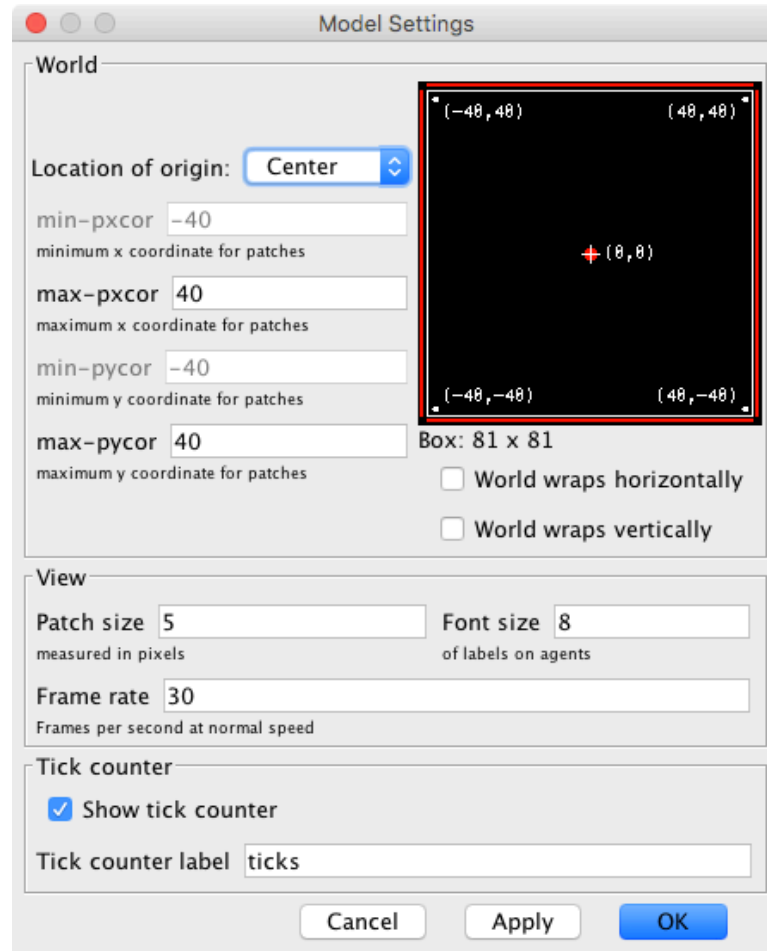 Model Settings
World
(-40,40) (40,40)
Location of origin: Center
min-pxcor -40
minimum x coordinate for patches
(0,0)
max-pxcor 40
maximum x coordinate for patches
min-pycor -40
minimum y coordinate for patches
(-40,-40) (40,-40)
max-pycor 40
maximum y coordinate for patches
Box: 81 x 81
World wraps horizontally
World wraps vertically
View
Patch size 5
measured in pixels
Font size 8
of labels on agents
Frame rate 30
Frames per second at normal speed
Tick counter
Show tick counter
Tick counter label ticks
Cancel Apply OK